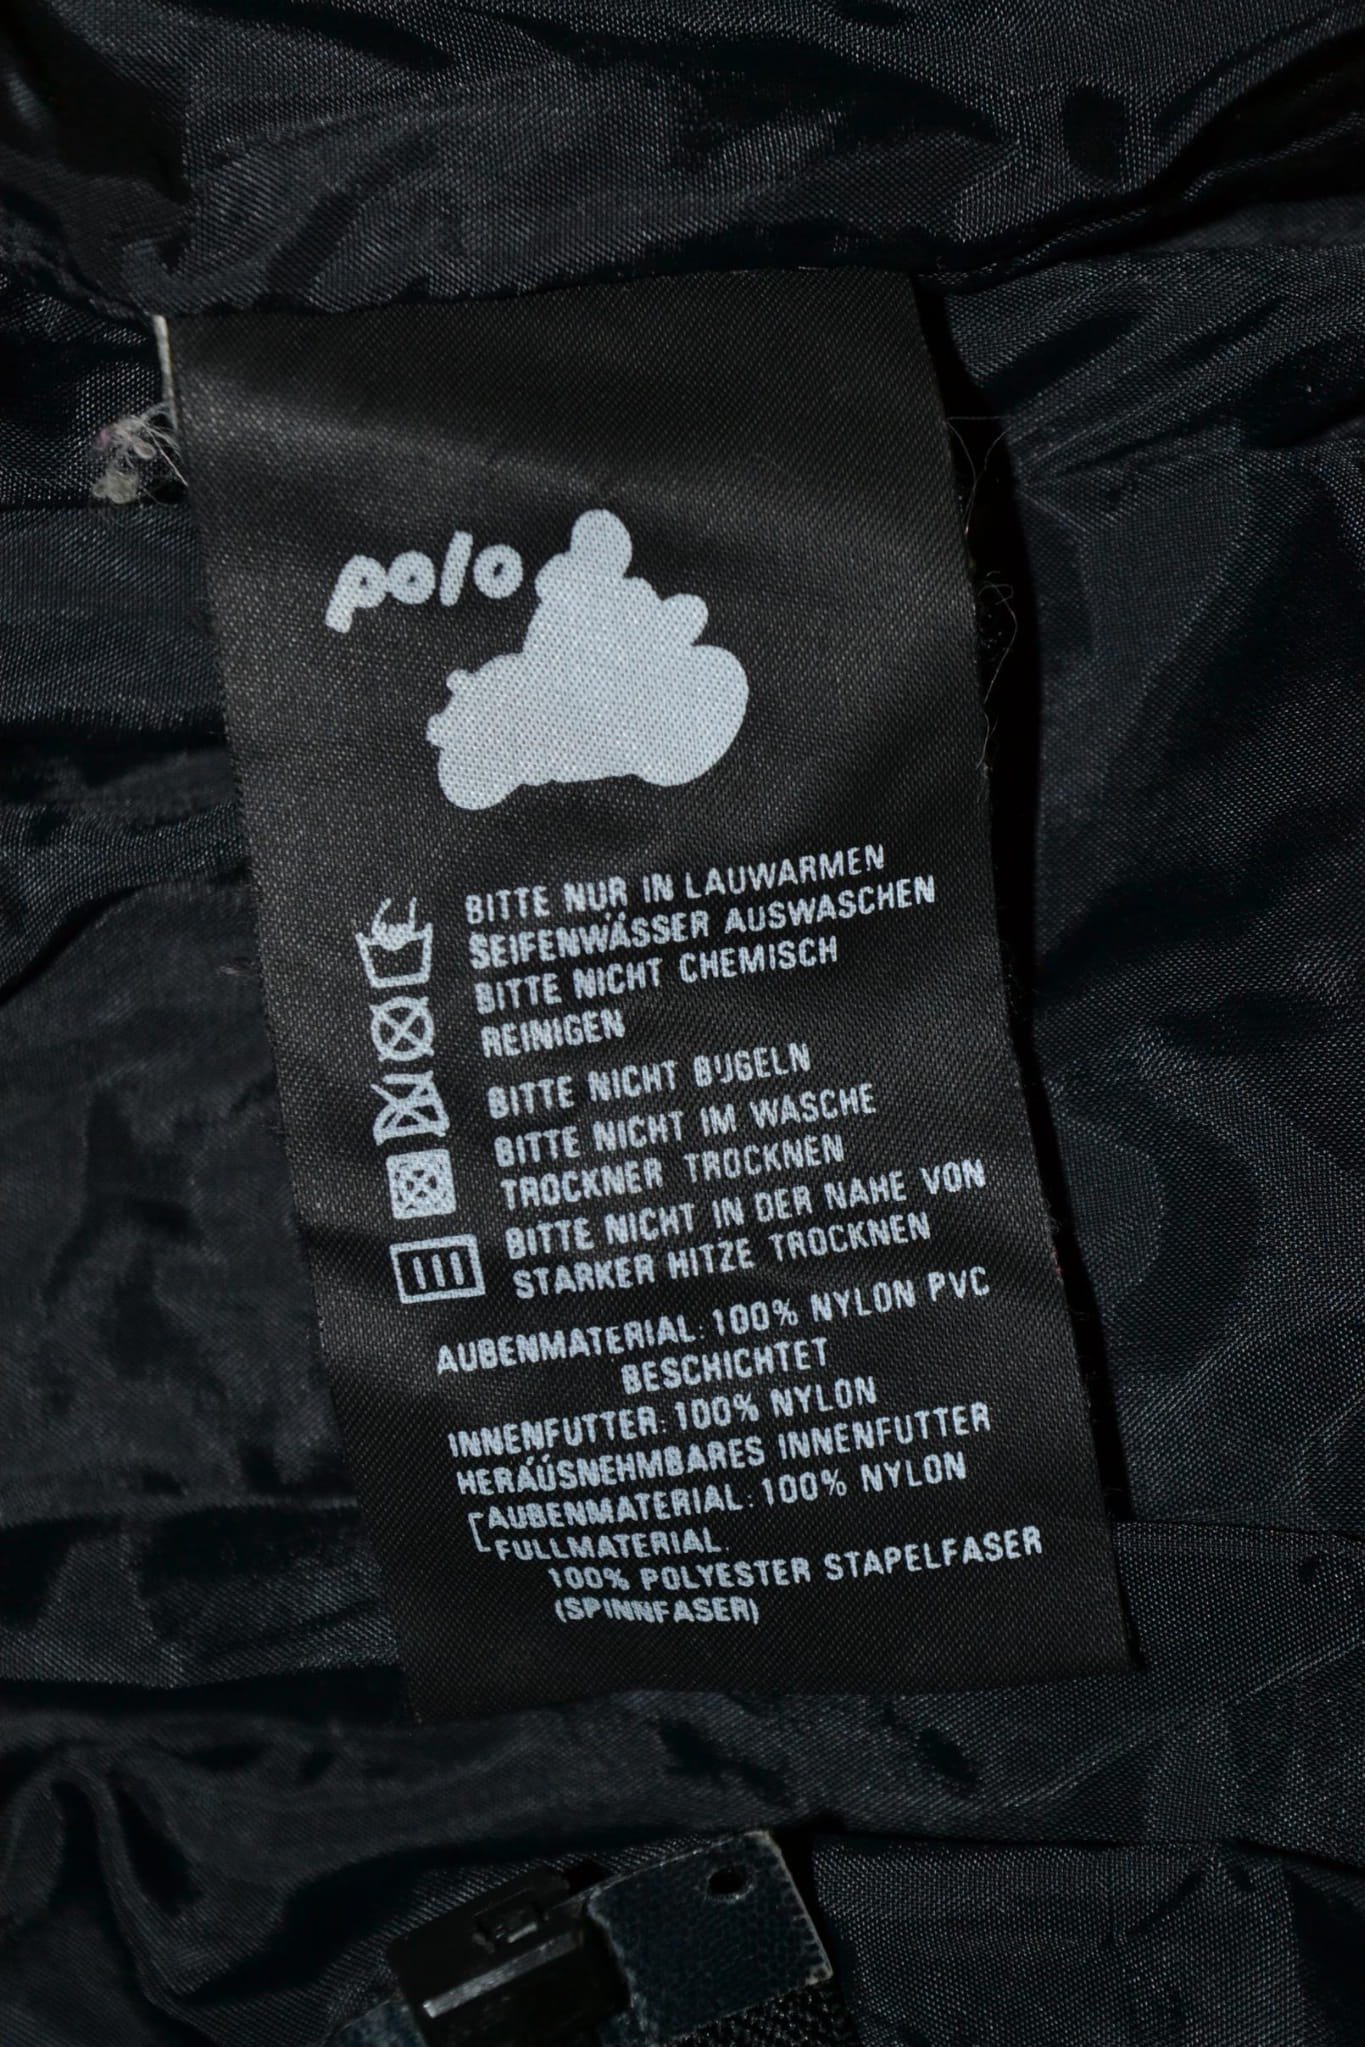 polo
BITTE NUR IN LAUWARMEN
SEIFENWÄSSER AUSWASCHEN
BITTE NICHT CHEMISCH
REINIGEN
BITTE NICHT BÜGELN
BITTE NICHT IM WASCHE
TROCKNER TROCKNEN
BITTE NICHT IN DER NAHE VON
STARKER HITZE TROCKNEN
AUBENMATERIAL: 100% NYLON PVC
BESCHICHTET
INNENFUTTER: 100% NYLON
HERAÚSNEHMBARES INNENFUTTER
AUBENMATERIAL: 100% NYLON
FULLMATERIAL:
100% POLYESTER STAPELFASER
(SPINNFASER)